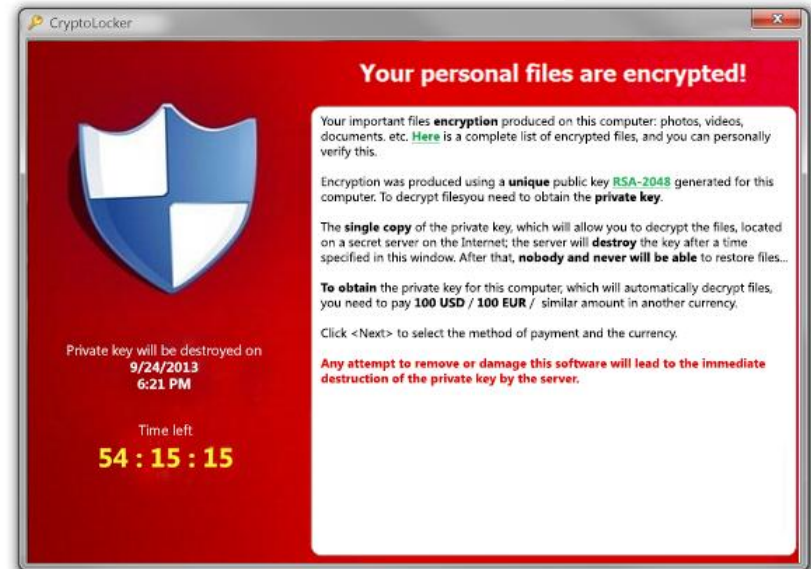 CryptoLocker
Your personal files are encrypted!
Your important files encryption produced on this computer: photos, videos,
documents. etc. Here is a complete list of encrypted files, and you can personally
verify this.
Encryption was produced using a unique public key RSA-2048 generated for this
computer. To decrypt filesyou need to obtain the private key.
The single copy of the private key, which will allow you to decrypt the files, located
on a secret server on the Internet; the server will destroy the key after a time
specified in this window. After that, nobody and never will be able to restore files...
To obtain the private key for this computer, which will automatically decrypt files,
you need to pay 100 USD / 100 EUR / similar amount in another currency.
Click <Next> to select the method of payment and the currency.
Any attempt to remove or damage this software will lead to the immediate
destruction of the private key by the server.
Private key will be destroyed on
9/24/2013
6:21 PM
Time left
54 : 15 : 15